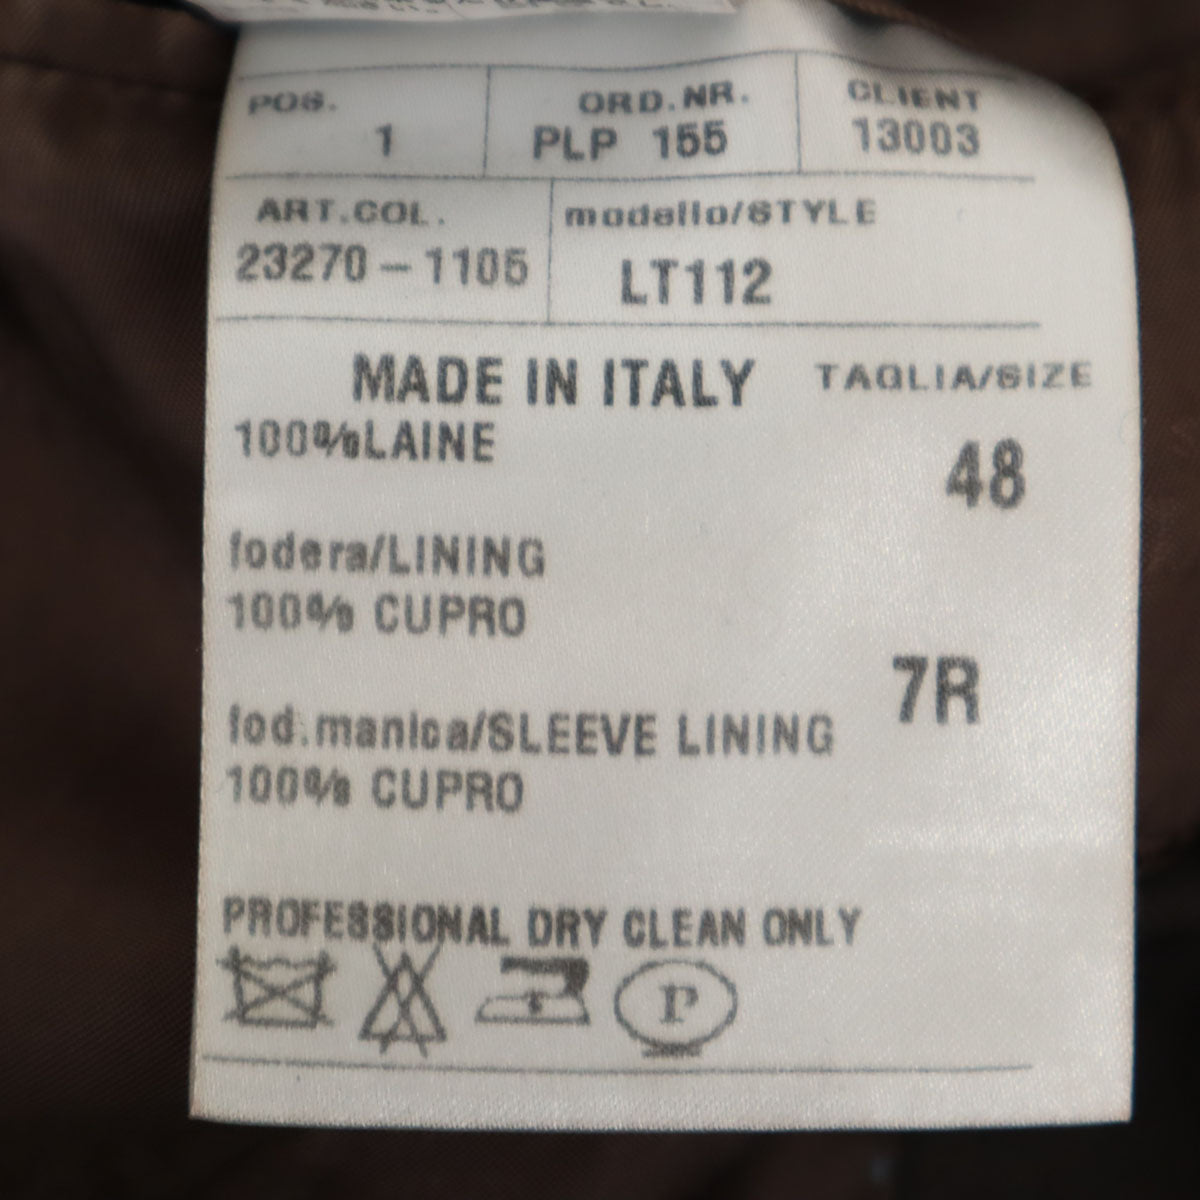 POS. ORD.NR. CLIENT
1 PLP 155 13003
ART.COL. modello/STYLE
23270-1105 LT112
MADE IN ITALY TAGLIA/SIZE
100%LAINE
48
fodera/LINING
100% CUPRO
7R
fod.manica/SLEEVE LINING
100% CUPRO
PROFESSIONAL DRY CLEAN ONLY
P